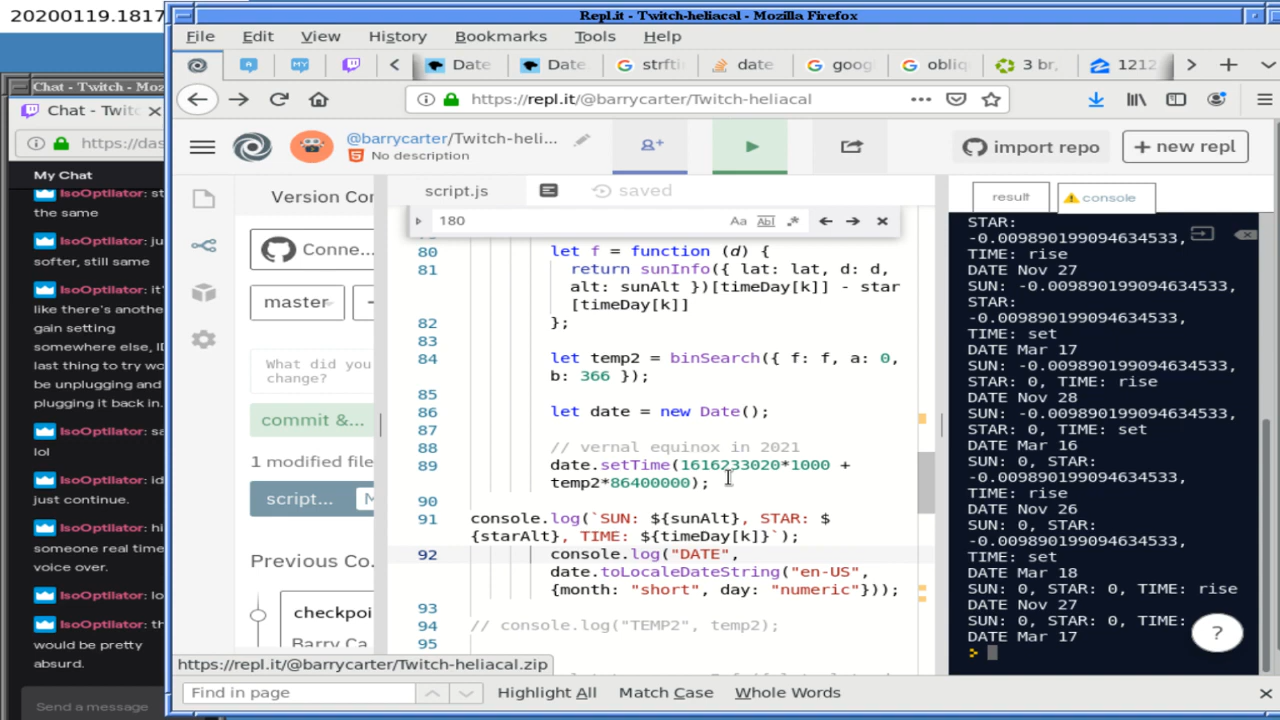 20200119.1817
Repl.it - Twitch-heliacal - Mozilla Firefox
File Edit View History Bookmarks Tools Help
Date Date strfti date goog obliq 3 br, 1212
https://repl.it/@barrycarter/Twitch-heliacal
Chat - Twitch - Moz
Chat - Twitc
https://das
My Chat
IsoOptilator: st
the same
IsoOptilator: ju
softer, still same
IsoOptilator: it'
like there's anothe
gain setting
somewhere else, I
last thing to try wo
be unplugging and
plugging it back in.
IsoOptilator: sa
lol
IsoOptilator: id
just continue.
IsoOptilator: hi
someone real time
voice over.
IsoOptilator: lo
IsoOptilator: th
would be pretty
absurd.
Send a message
@barrycarter/Twitch-heli...
No description
import repo
+ new repl
Version Con
Conne...
master
What did you
change?
commit &...
1 modified file
script...
Previous Co
checkpoi
Barry Ca
script.js
saved
180
80 let f = function (d) {
81 return sunInfo({ lat: lat, d: d,
alt: sunAlt })[timeDay[k]] - star
[timeDay[k]]
82 };
83
84 let temp2 = binSearch({ f: f, a: 0,
b: 366 });
85
86 let date = new Date();
87
88 // vernal equinox in 2021
89 date.setTime(1616233020*1000 +
temp2*86400000);
90
91 console.log(`SUN: ${sunAlt}, STAR: $
{starAlt}, TIME: ${timeDay[k]}`);
92 console.log("DATE",
date.toLocaleDateString("en-US",
{month: "short", day: "numeric"}));
93
94 // console.log("TEMP2", temp2);
95
result
console
STAR:
-0.009890199094634533,
TIME: rise
DATE Nov 27
SUN: -0.009890199094634533,
STAR:
-0.009890199094634533,
TIME: set
DATE Mar 17
SUN: -0.009890199094634533,
STAR: 0, TIME: rise
DATE Nov 28
SUN: -0.009890199094634533,
STAR: 0, TIME: set
DATE Mar 16
SUN: 0, STAR:
-0.009890199094634533,
TIME: rise
DATE Nov 26
SUN: 0, STAR:
-0.009890199094634533,
TIME: set
DATE Mar 18
SUN: 0, STAR: 0, TIME: rise
DATE Nov 27
SUN: 0, STAR: 0, TIME:
DATE Mar 17
?
https://repl.it/@barrycarter/Twitch-heliacal.zip
Find in page
Highlight All Match Case Whole Words